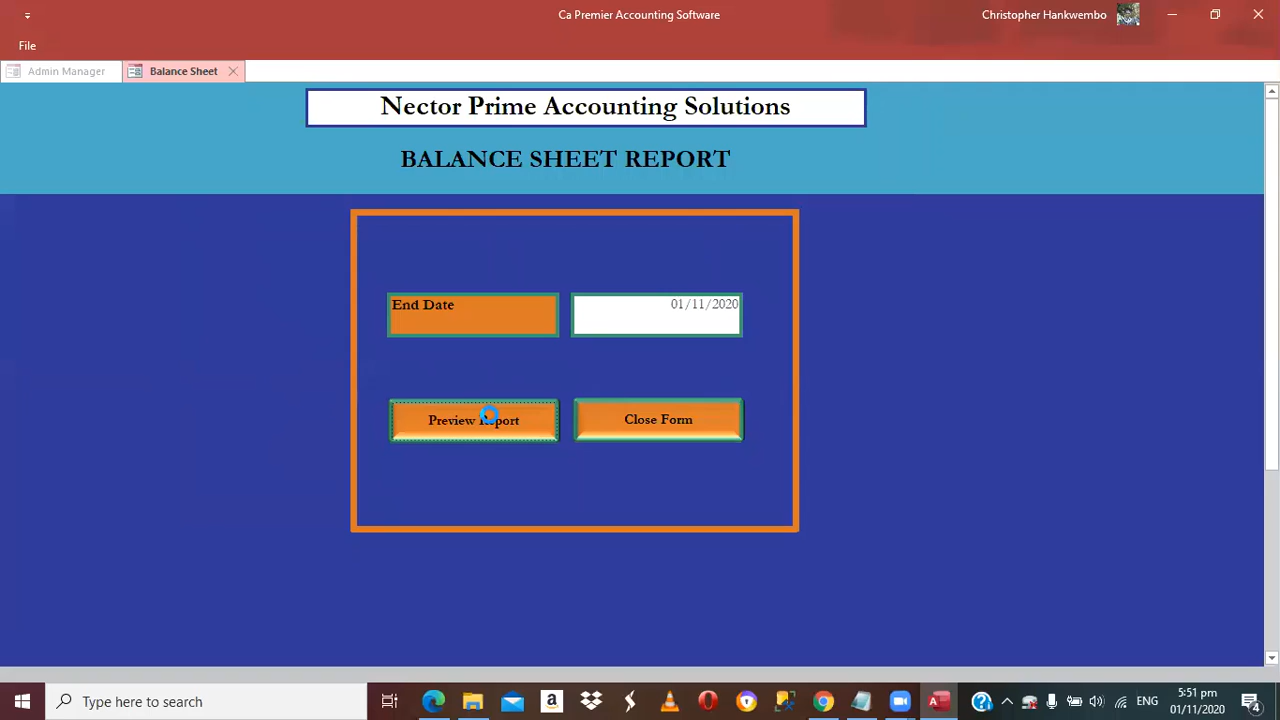 Ca Premier Accounting Software
Christopher Hankwembo
File
Admin Manager
Balance Sheet
Nector Prime Accounting Solutions
BALANCE SHEET REPORT
End Date
01/11/2020
Preview Report
Close Form
Type here to search
ENG
5:51 pm
01/11/2020
4